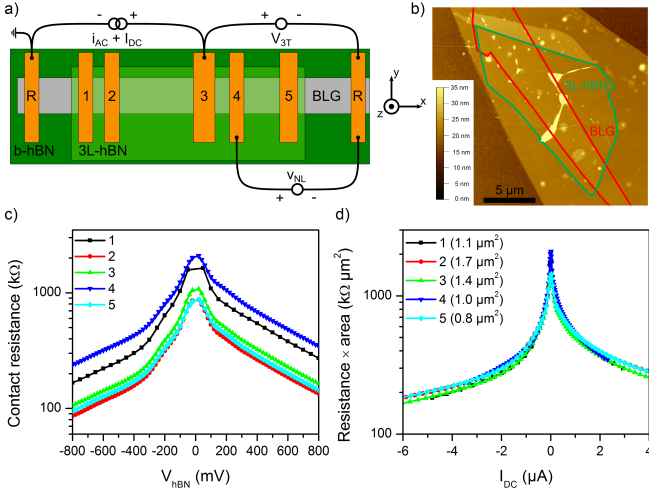 a)
- +
i_AC + I_DC
+ -
V_3T
R 1 2 3 4 5 BLG R
b-hBN 3L-hBN
+ -
v_NL
y
z x
b)
35 nm
30 nm
25 nm
20 nm
15 nm
10 nm
5 nm
0 nm
3L-hBN
BLG
5 µm
c)
Contact resistance (kΩ)
1000
100
1
2
3
4
5
-800 -600 -400 -200 0 200 400 600 800
V_hBN (mV)
d)
Resistance × area (kΩ µm²)
1000
100
1 (1.1 µm²)
2 (1.7 µm²)
3 (1.4 µm²)
4 (1.0 µm²)
5 (0.8 µm²)
-6 -4 -2 0 2 4
I_DC (µA)